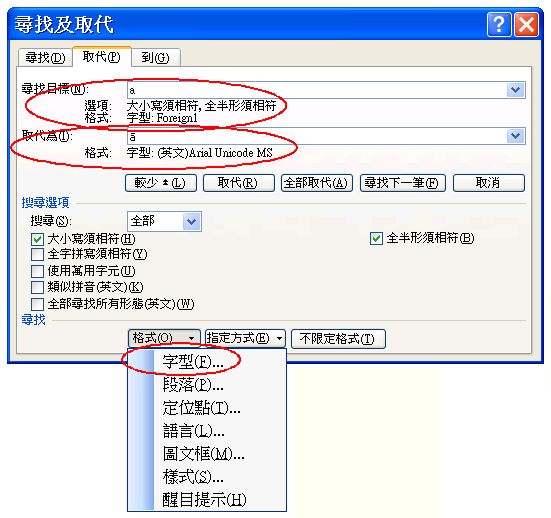 尋找及取代
尋找(D) 取代(P) 到(G)
尋找目標(N): a
選項: 大小寫須相符, 全半形須相符
格式: 字型: Foreign1
取代為(I): ā
格式: 字型: (英文)Arial Unicode MS
較少 (L) 取代(R) 全部取代(A) 尋找下一筆(F) 取消
搜尋選項
搜尋(S): 全部
大小寫須相符(H) 全半形須相符(B)
全字拼寫須相符(Y)
使用萬用字元(U)
類似拼音(英文)(K)
全部尋找所有形態(英文)(W)
尋找
格式(O) 指定方式(E) 不限定格式(T)
字型(F)...
段落(P)...
定位點(T)...
語言(L)...
圖文框(M)...
樣式(S)...
醒目提示(H)